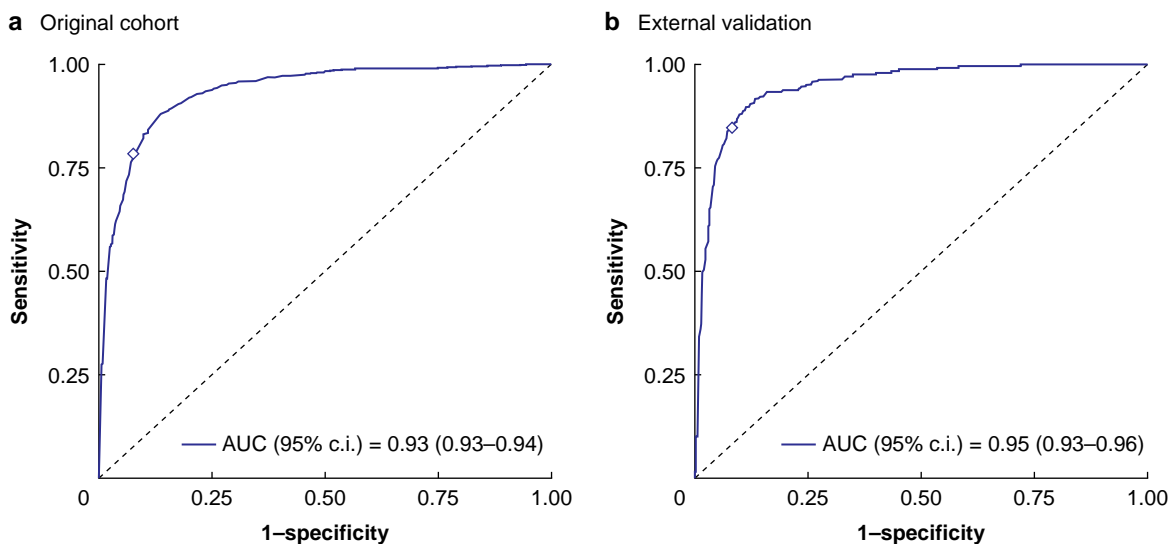 a Original cohort
1.00
0.75
0.50
0.25
0
0.25
0.50
0.75
1.00
Sensitivity
1–specificity
AUC (95% c.i.) = 0.93 (0.93–0.94)
b External validation
1.00
0.75
0.50
0.25
0
0.25
0.50
0.75
1.00
Sensitivity
1–specificity
AUC (95% c.i.) = 0.95 (0.93–0.96)